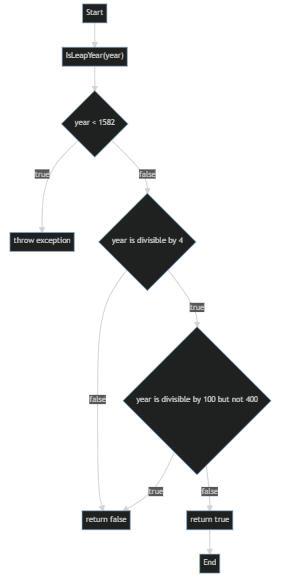 Start
IsLeapYear(year)
year < 1582
true
false
throw exception
year is divisible by 4
true
false
year is divisible by 100 but not 400
true
false
return false
return true
End